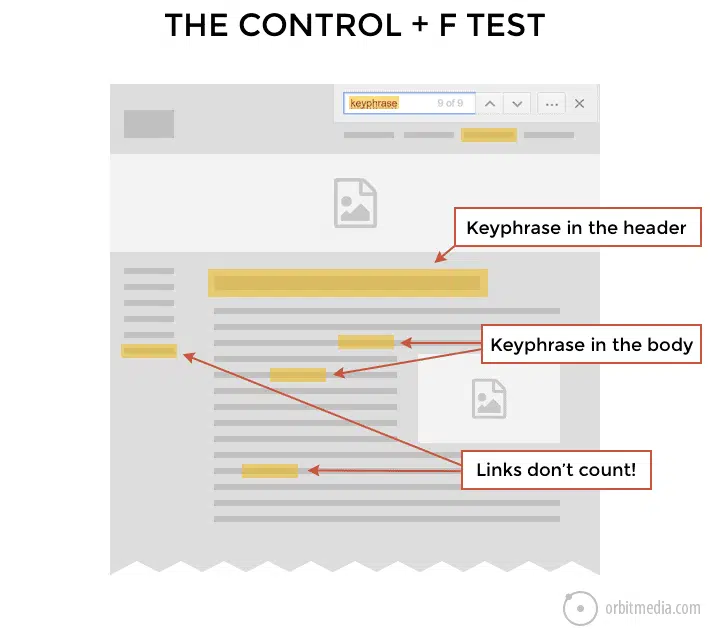 THE CONTROL + F TEST
keyphrase 9 of 9
Keyphrase in the header
Keyphrase in the body
Links don’t count!
orbitmedia.com